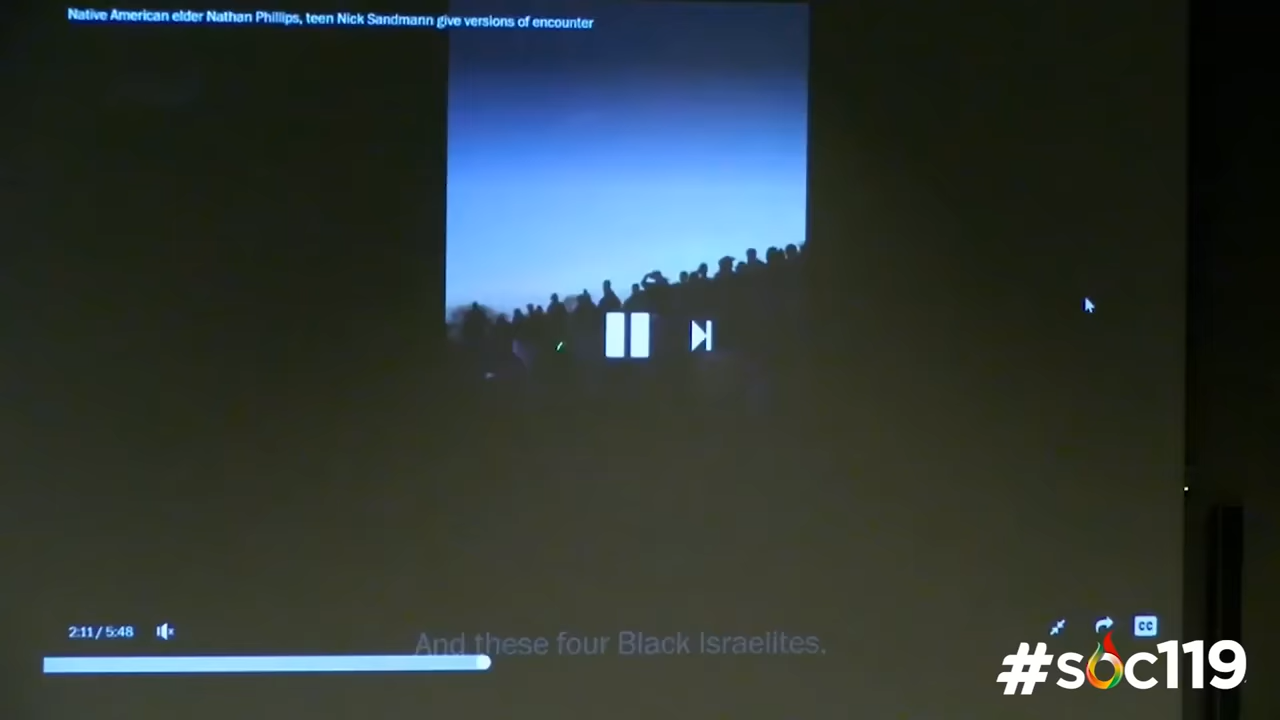 Native American elder Nathan Phillips, teen Nick Sandmann give versions of encounter
2:11 / 5:48
And these four Black Israelites.
CC
#soc119